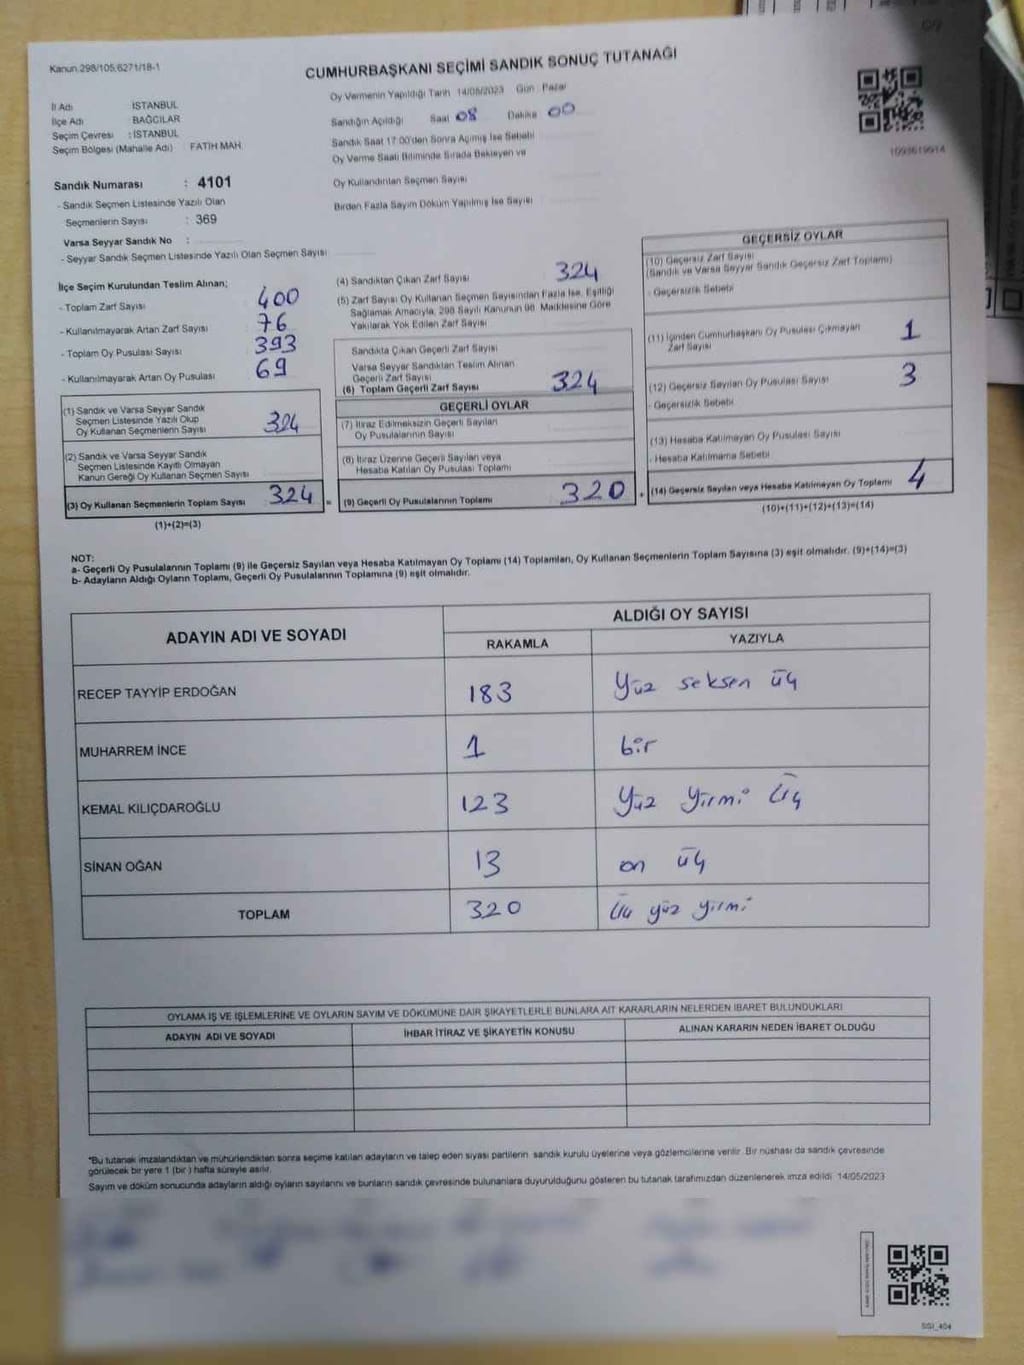 Kanun.298/105,6271/18-1
CUMHURBAŞKANI SEÇİMİ SANDIK SONUÇ TUTANAĞI
Oy Vermenin Yapıldığı Tarih 14/05/2023 Gün Pazar
İl Adı İSTANBUL
İlçe Adı BAĞCILAR
Seçim Çevresi : İSTANBUL
Seçim Bölgesi (Mahalle Adı) FATİH MAH.
Sandığın Açıldığı Saat 08 Dakika 00
Sandık Saat 17.00'den Sonra Açılmış İse Sebebi
Oy Verme Saati Bitiminde Sırada Bekleyen ve
Oy Kullandırılan Seçmen Sayısı
Birden Fazla Sayım Döküm Yapılmış İse Sayısı
1093619914
Sandık Numarası : 4101
- Sandık Seçmen Listesinde Yazılı Olan
Seçmenlerin Sayısı : 369
Varsa Seyyar Sandık No :
- Seyyar Sandık Seçmen Listesinde Yazılı Olan Seçmen Sayısı
İlçe Seçim Kurulundan Teslim Alınan;
- Toplam Zarf Sayısı 400
- Kullanılmayarak Artan Zarf Sayısı 76
- Toplam Oy Pusulası Sayısı 393
- Kullanılmayarak Artan Oy Pusulası 69
(1) Sandık ve Varsa Seyyar Sandık
Seçmen Listesinde Yazılı Olup
Oy Kullanan Seçmenlerin Sayısı 324
(2) Sandık ve Varsa Seyyar Sandık
Seçmen Listesinde Kayıtlı Olmayan
Kanun Gereği Oy Kullanan Seçmen Sayısı
(3) Oy Kullanan Seçmenlerin Toplam Sayısı 324 =
(1)+(2)=(3)
(4) Sandıktan Çıkan Zarf Sayısı 324
(5) Zarf Sayısı Oy Kullanan Seçmen Sayısından Fazla İse, Eşitliği
Sağlamak Amacıyla, 298 Sayılı Kanunun 98. Maddesine Göre
Yakılarak Yok Edilen Zarf Sayısı
Sandıkta Çıkan Geçerli Zarf Sayısı
Varsa Seyyar Sandıktan Teslim Alınan
Geçerli Zarf Sayısı
(6) Toplam Geçerli Zarf Sayısı 324
GEÇERLİ OYLAR
(7) İtiraz Edilmeksizin Geçerli Sayılan
Oy Pusulalarının Sayısı
(8) İtiraz Üzerine Geçerli Sayılan veya
Hesaba Katılan Oy Pusulası Toplamı
(9) Geçerli Oy Pusulalarının Toplamı 320 +
GEÇERSİZ OYLAR
(10) Geçersiz Zarf Sayısı
(Sandık ve Varsa Seyyar Sandık Geçersiz Zarf Toplamı)
- Geçersizlik Sebebi
(11) İçinden Cumhurbaşkanı Oy Pusulası Çıkmayan
Zarf Sayısı 1
(12) Geçersiz Sayılan Oy Pusulası Sayısı 3
- Geçersizlik Sebebi
(13) Hesaba Katılmayan Oy Pusulası Sayısı
- Hesaba Katılmama Sebebi
(14) Geçersiz Sayılan veya Hesaba Katılmayan Oy Toplamı 4
(10)+(11)+(12)+(13)=(14)
NOT:
a- Geçerli Oy Pusulalarının Toplamı (9) ile Geçersiz Sayılan veya Hesaba Katılmayan Oy Toplamı (14) Toplamları, Oy Kullanan Seçmenlerin Toplam Sayısına (3) eşit olmalıdır. (9)+(14)=(3)
b- Adayların Aldığı Oyların Toplamı, Geçerli Oy Pusulalarının Toplamına (9) eşit olmalıdır.
ADAYIN ADI VE SOYADI ALDIĞI OY SAYISI
RAKAMLA YAZIYLA
RECEP TAYYİP ERDOĞAN 183 Yüz seksen üç
MUHARREM İNCE 1 bir
KEMAL KILIÇDAROĞLU 123 Yüz Yirmi Üç
SİNAN OĞAN 13 on üç
TOPLAM 320 Üç yüz yirmi
OYLAMA İŞ VE İŞLEMLERİNE VE OYLARIN SAYIM VE DÖKÜMÜNE DAİR ŞİKAYETLERLE BUNLARA AİT KARARLARIN NELERDEN İBARET BULUNDUKLARI
ADAYIN ADI VE SOYADI İHBAR İTİRAZ VE ŞİKAYETİN KONUSU ALINAN KARARIN NEDEN İBARET OLDUĞU
*Bu tutanak imzalandıktan ve mühürlendikten sonra seçime katılan adayların ve talep eden siyasi partilerin sandık kurulu üyelerine veya gözlemcilerine verilir. Bir nüshası da sandık çevresinde
görülecek bir yere 1 (bir) hafta süreyle asılır.
Sayım ve döküm sonucunda adayların aldığı oyların sayılarını ve bunların sandık çevresinde bulunanlara duyurulduğunu gösteren bu tutanak tarafımızdan düzenlenerek imza edildi. 14/05/2023
SGI_404